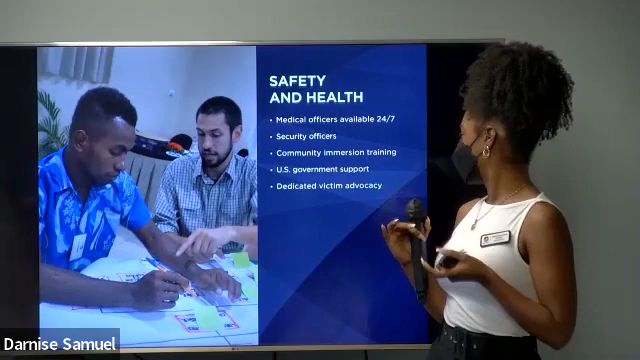 SAFETY
AND HEALTH
• Medical officers available 24/7
• Security officers
• Community immersion training
• U.S. government support
• Dedicated victim advocacy
Darnise Samuel